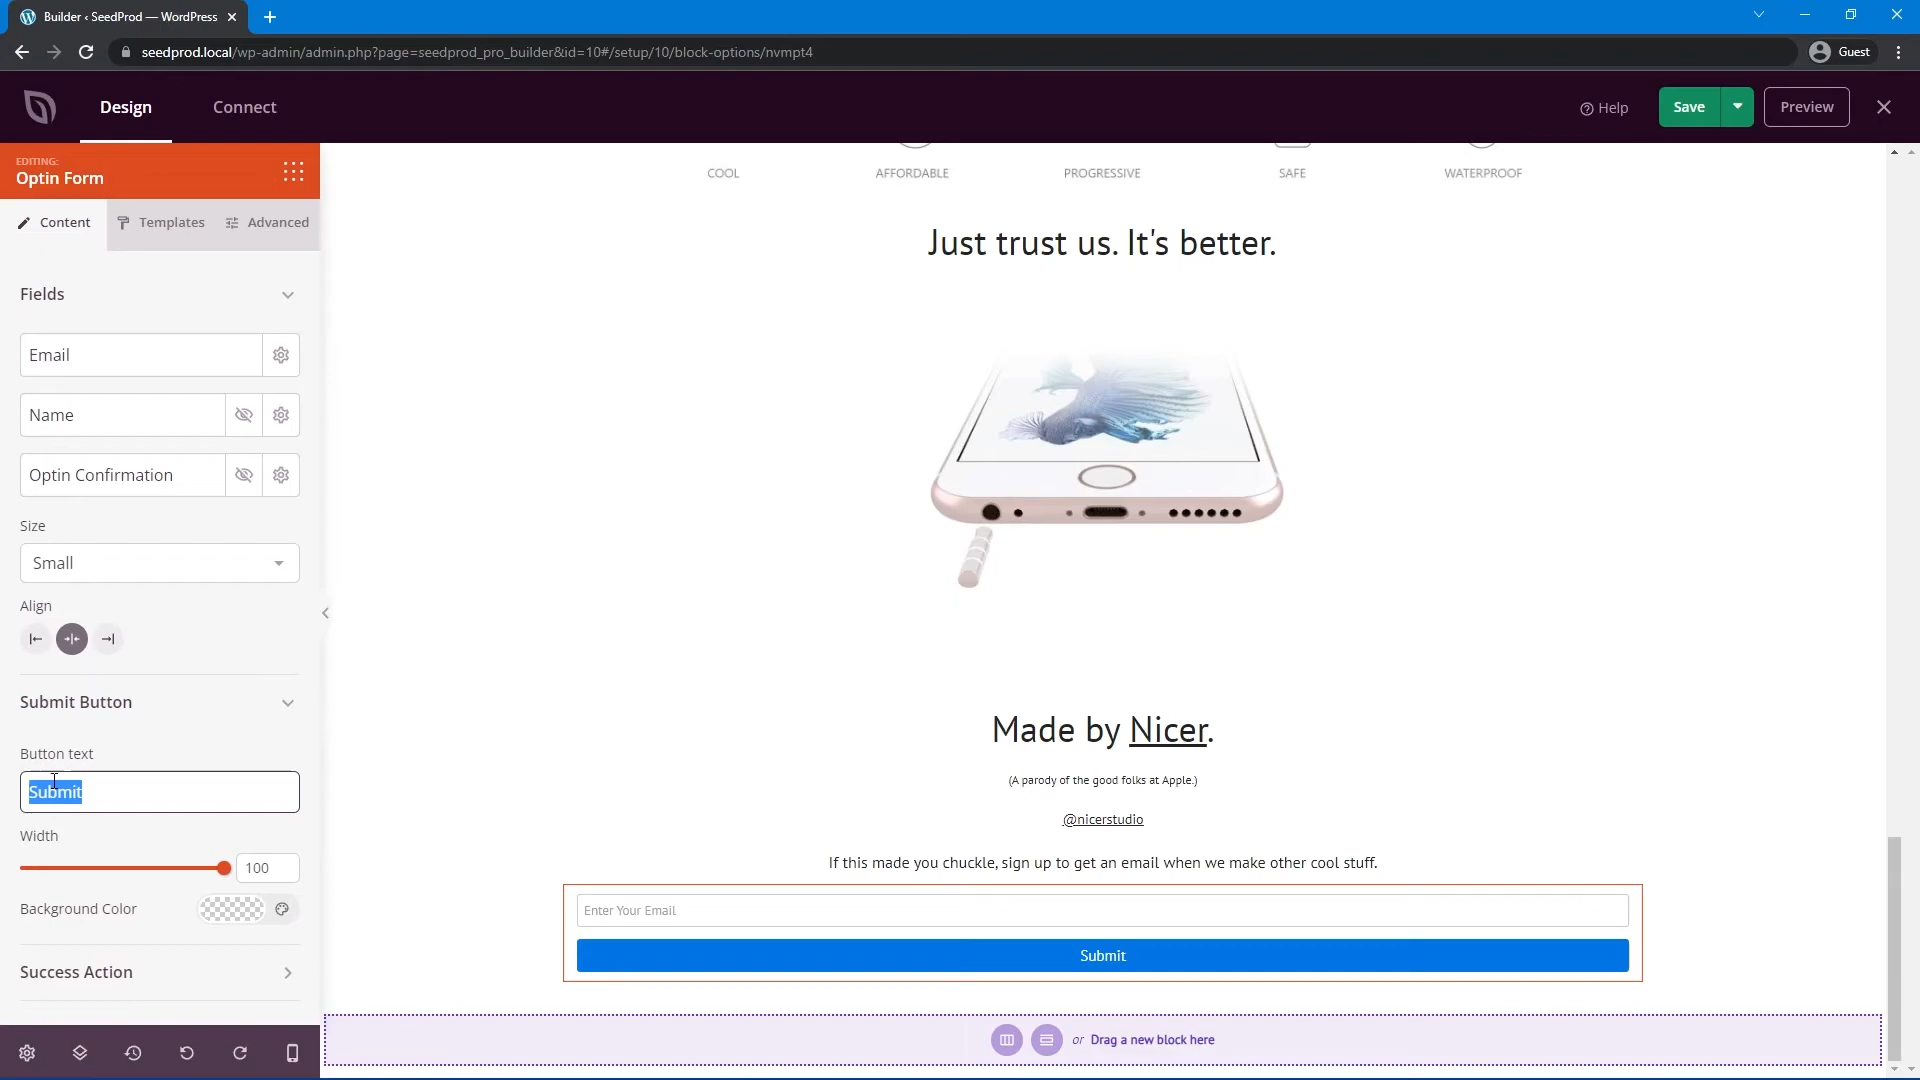 Builder ‹ SeedProd — WordPress
seedprod.local/wp-admin/admin.php?page=seedprod_pro_builder&id=10#/setup/10/block-options/nvmpt4
Guest
Design
Connect
Help
Save
Preview
EDITING:
Optin Form
Content
Templates
Advanced
Fields
Email
Name
Optin Confirmation
Size
Small
Align
Submit Button
Button text
Submit
Width
100
Background Color
Success Action
COOL
AFFORDABLE
PROGRESSIVE
SAFE
WATERPROOF
Just trust us. It's better.
Made by Nicer.
(A parody of the good folks at Apple.)
@nicerstudio
If this made you chuckle, sign up to get an email when we make other cool stuff.
Enter Your Email
Submit
or Drag a new block here